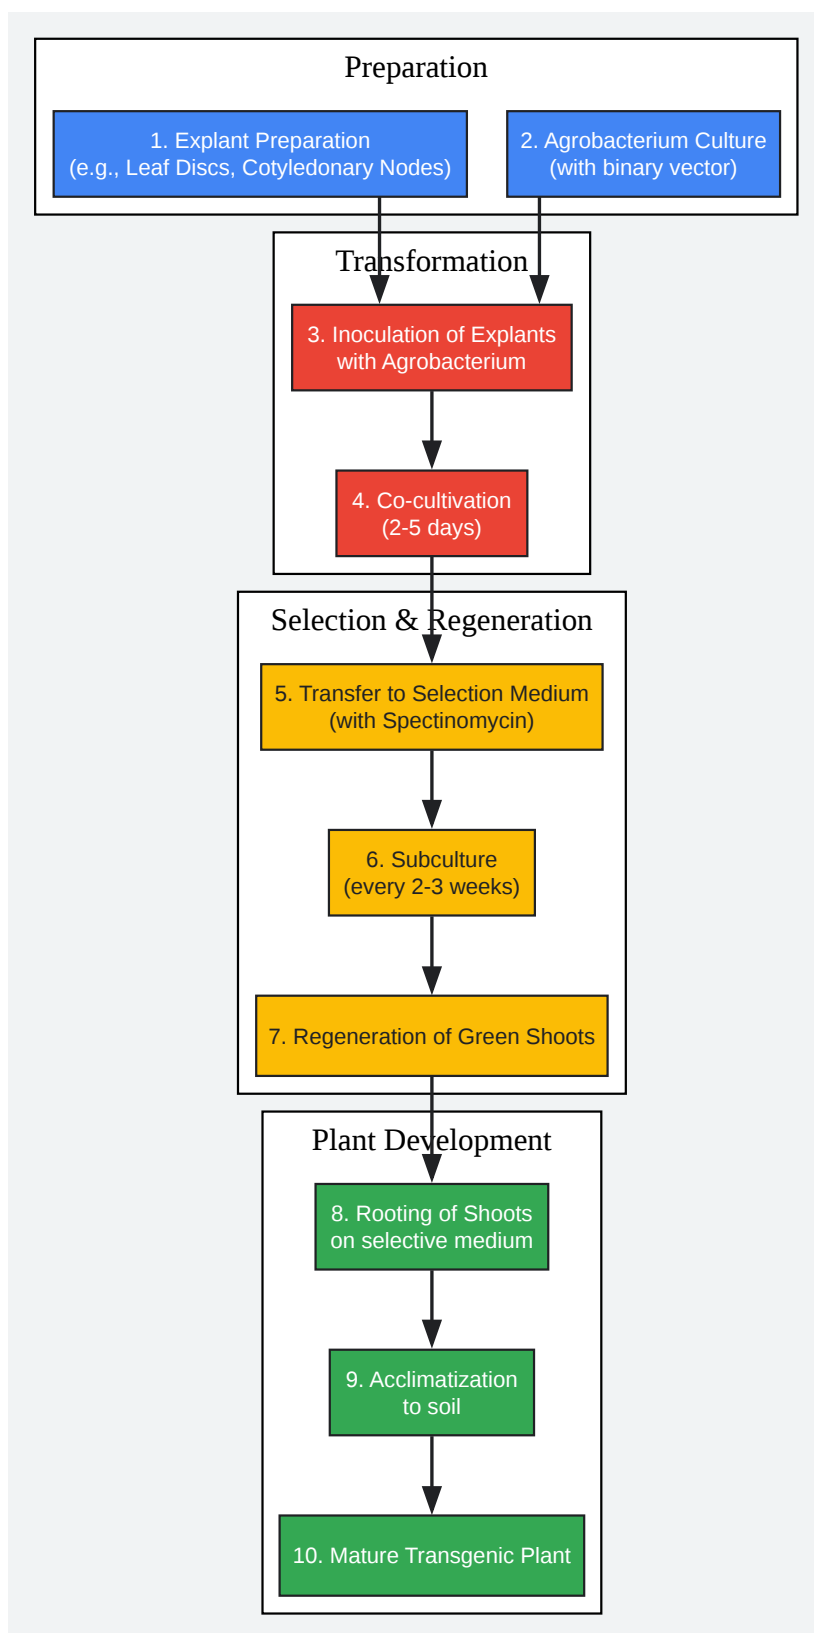 Preparation
1. Explant Preparation
(e.g., Leaf Discs, Cotyledonary Nodes)
2. Agrobacterium Culture
(with binary vector)
Transformation
3. Inoculation of Explants
with Agrobacterium
4. Co-cultivation
(2-5 days)
Selection & Regeneration
5. Transfer to Selection Medium
(with Spectinomycin)
6. Subculture
(every 2-3 weeks)
7. Regeneration of Green Shoots
Plant Development
8. Rooting of Shoots
on selective medium
9. Acclimatization
to soil
10. Mature Transgenic Plant